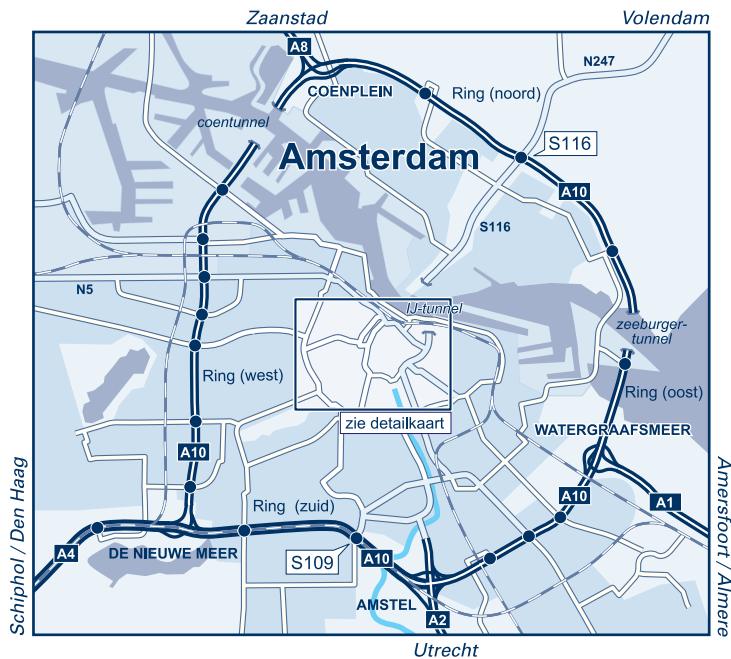 Zaanstad
Volendam
A8
N247
COENPLEIN
Ring (noord)
coentunnel
S116
Amsterdam
A10
S116
N5
IJ-tunnel
zeeburger-
tunnel
Ring (west)
Ring (oost)
zie detailkaart
WATERGRAAFSMEER
A10
Schiphol / Den Haag
Amersfoort / Almere
A10
A1
Ring (zuid)
A4
DE NIEUWE MEER
S109
A10
AMSTEL
A2
Utrecht